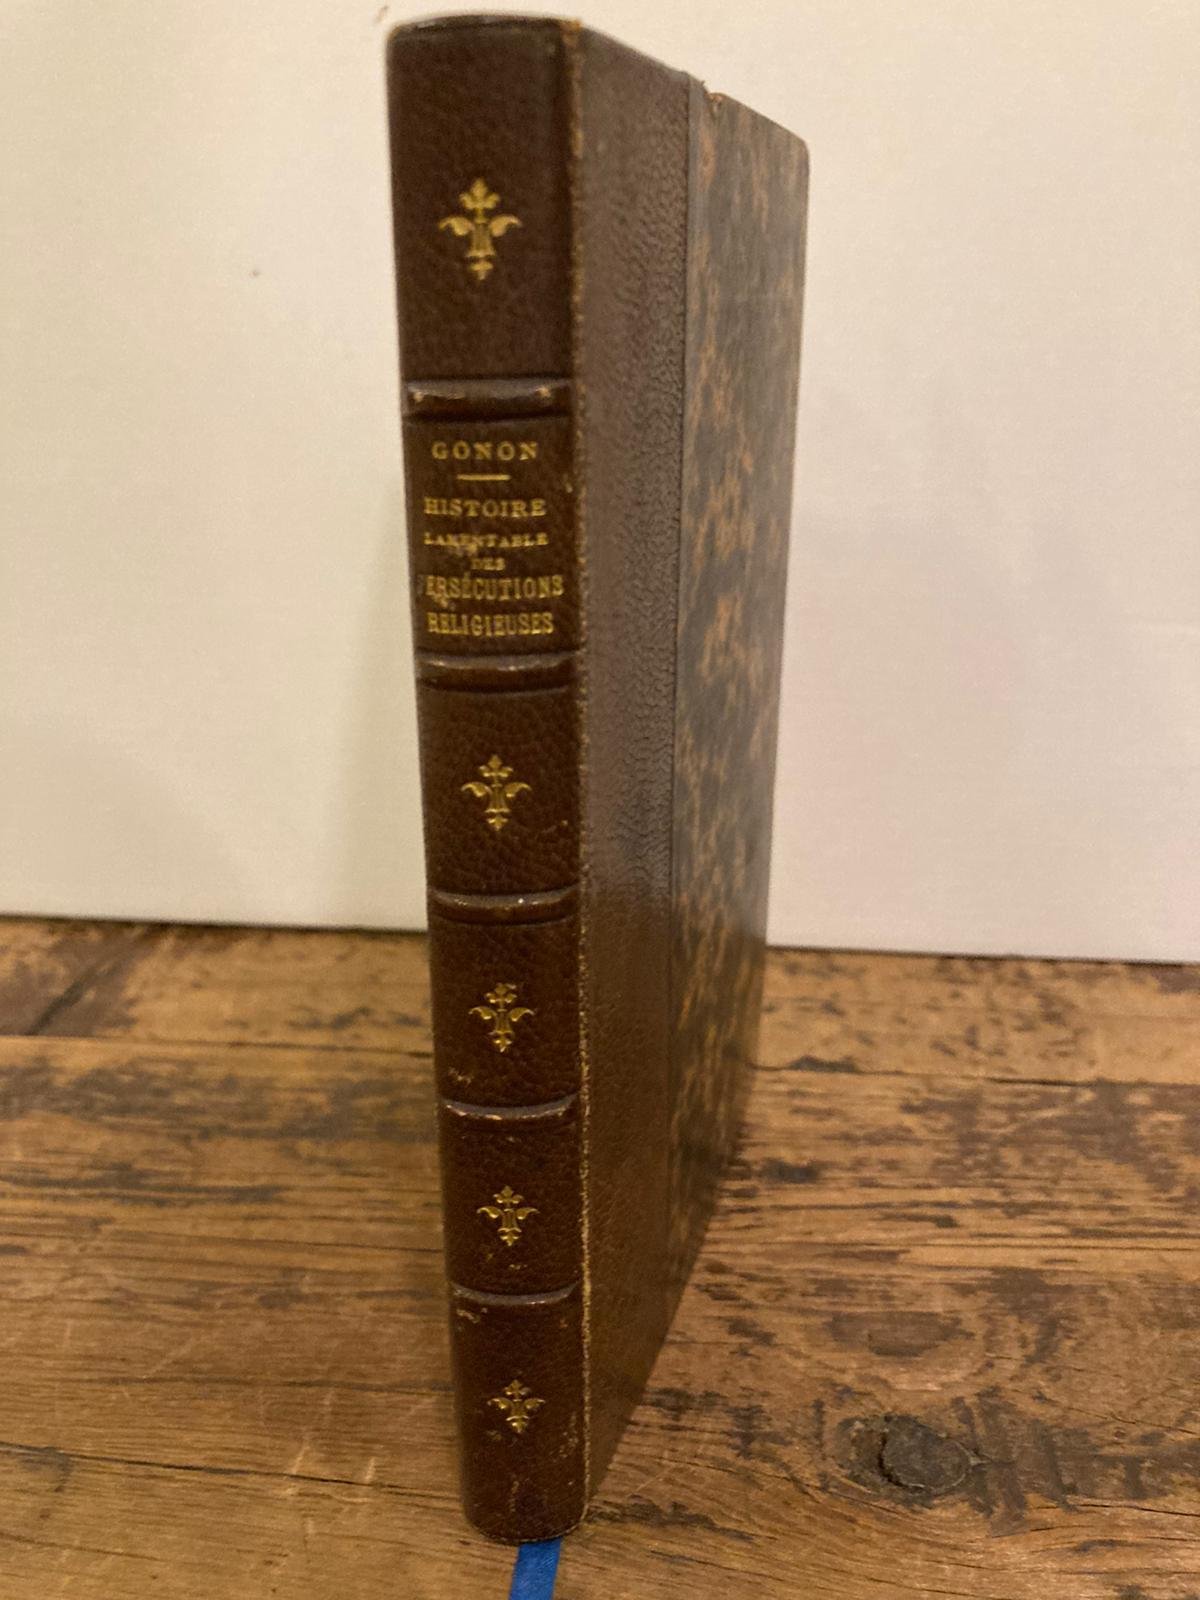 GONON
HISTOIRE
LAMENTABLE
DES
PERSÉCUTIONS
RELIGIEUSES